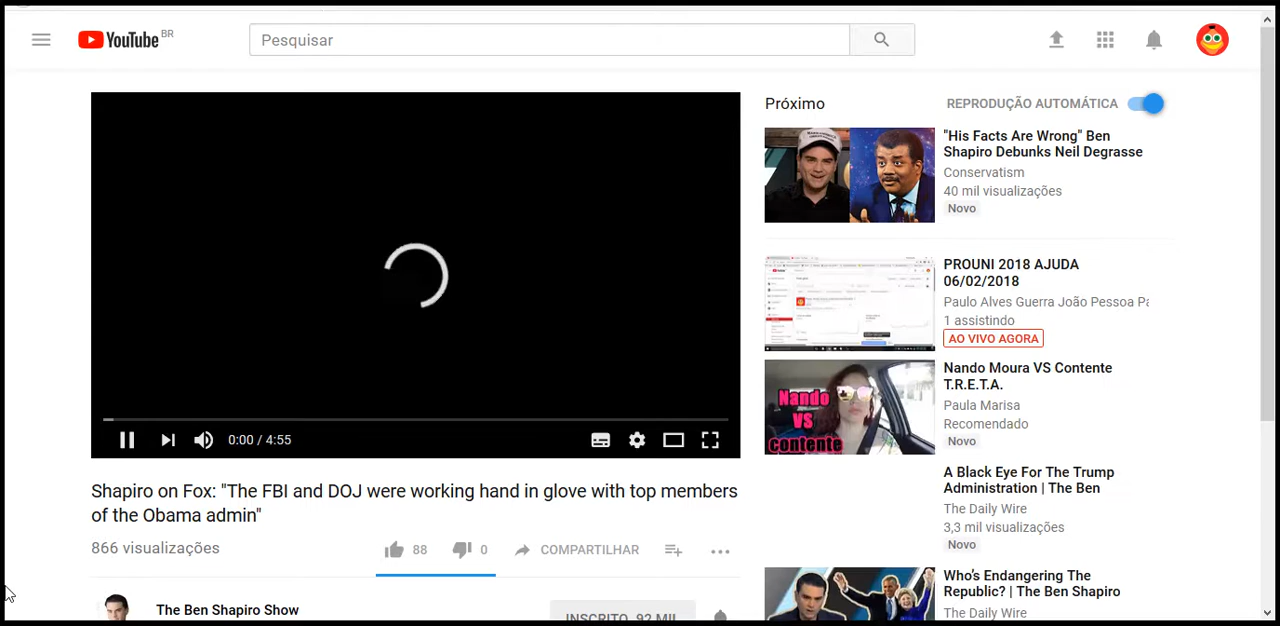 YouTube BR
Pesquisar
0:00 / 4:55
Shapiro on Fox: "The FBI and DOJ were working hand in glove with top members
of the Obama admin"
866 visualizações
88
0
COMPARTILHAR
The Ben Shapiro Show
INSCRITO 92 MIL
Próximo
REPRODUÇÃO AUTOMÁTICA
"His Facts Are Wrong" Ben
Shapiro Debunks Neil Degrasse
Conservatism
40 mil visualizações
Novo
PROUNI 2018 AJUDA
06/02/2018
Paulo Alves Guerra João Pessoa Pa
1 assistindo
AO VIVO AGORA
Nando
VS
contente
Nando Moura VS Contente
T.R.E.T.A.
Paula Marisa
Recomendado
Novo
A Black Eye For The Trump
Administration | The Ben
The Daily Wire
3,3 mil visualizações
Novo
Who's Endangering The
Republic? | The Ben Shapiro
The Daily Wire